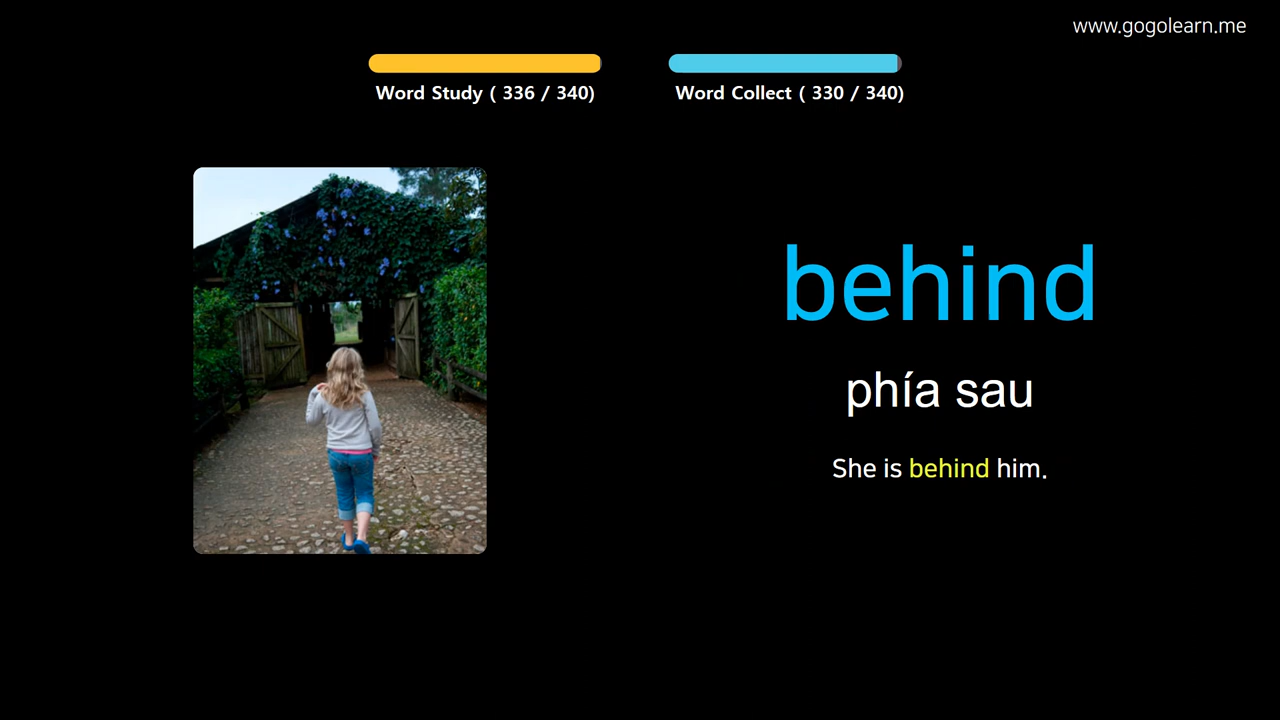 www.gogolearn.me
Word Study ( 336 / 340)
Word Collect ( 330 / 340)
behind
phía sau
She is behind him.